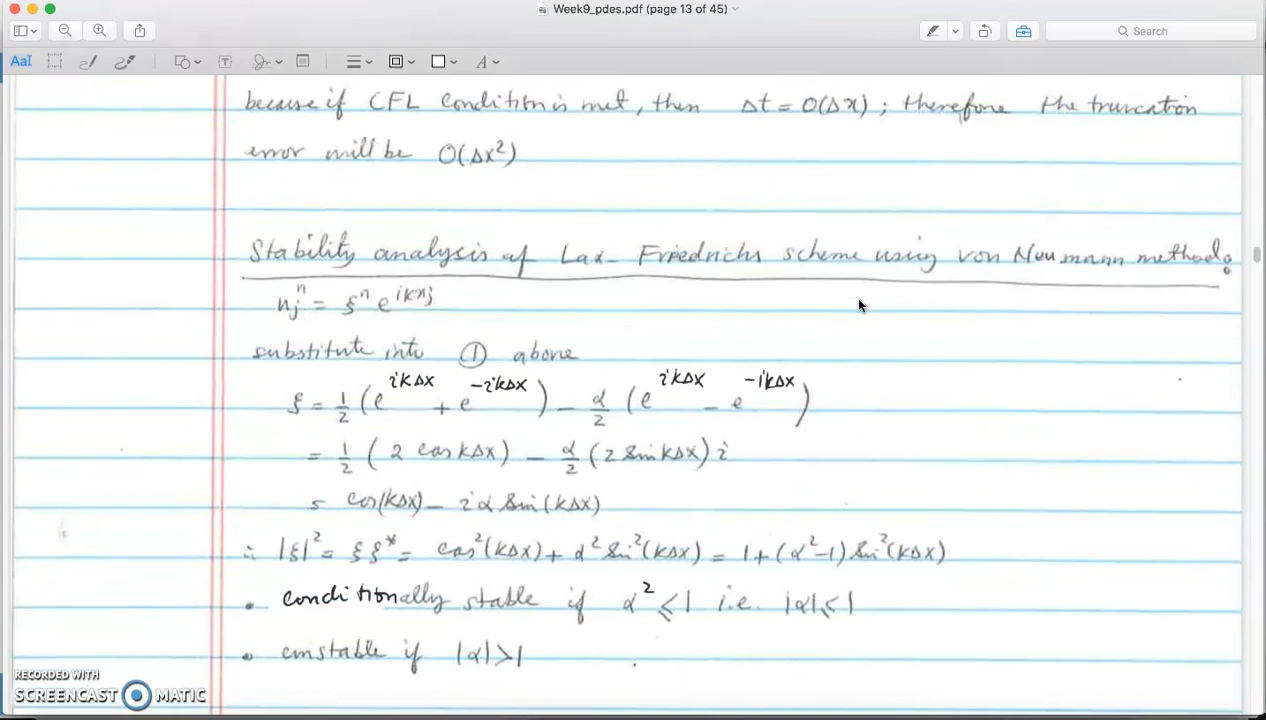 Week9_pdes.pdf (page 13 of 45)
Search
because if CFL condition is met, then Δt = O(Δx); therefore the truncation
error will be O(Δx²)
Stability analysis of Lax-Friedrichs scheme using von Neumann method:
uⱼⁿ = ξⁿ e^{ikxⱼ}
substitute into ① above
ξ = 1/2 (e^{ikΔx} + e^{-ikΔx}) - α/2 (e^{ikΔx} - e^{-ikΔx})
= 1/2 (2 cos kΔx) - α/2 (2 sin kΔx) i
= cos(kΔx) - iα sin(kΔx)
∴ |ξ|² = ξξ* = cos²(kΔx) + α² sin²(kΔx) = 1 + (α²-1) sin²(kΔx)
• conditionally stable if α² ≤ 1 i.e. |α| ≤ 1
• unstable if |α| > 1
RECORDED WITH
SCREENCAST MATIC